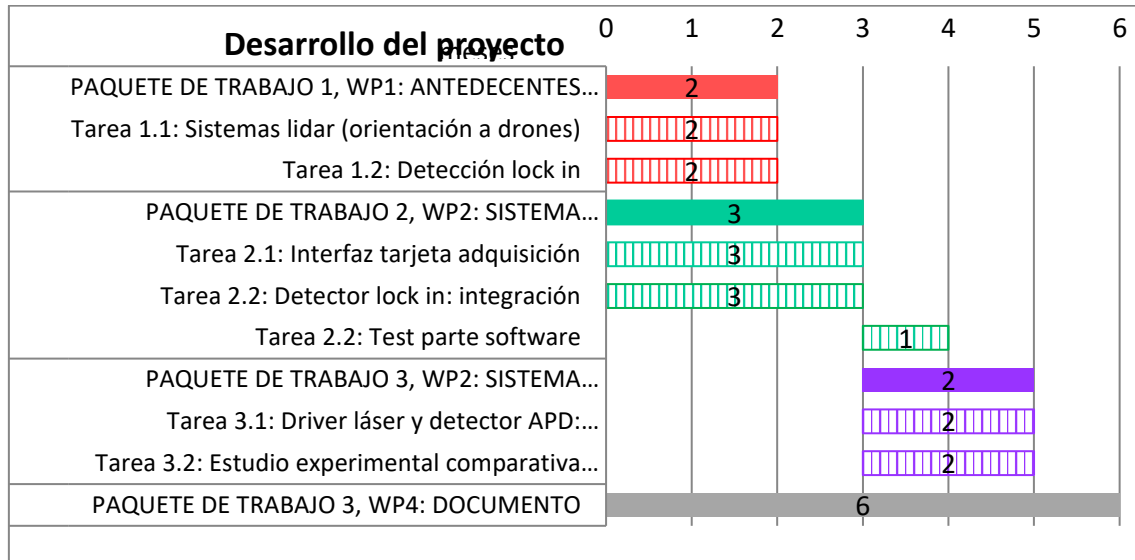 0 1 2 3 4 5 6
Desarrollo del proyecto
meses
PAQUETE DE TRABAJO 1, WP1: ANTEDECENTES... 2
Tarea 1.1: Sistemas lidar (orientación a drones) 2
Tarea 1.2: Detección lock in 2
PAQUETE DE TRABAJO 2, WP2: SISTEMA... 3
Tarea 2.1: Interfaz tarjeta adquisición 3
Tarea 2.2: Detector lock in: integración 3
Tarea 2.2: Test parte software 1
PAQUETE DE TRABAJO 3, WP2: SISTEMA... 2
Tarea 3.1: Driver láser y detector APD:... 2
Tarea 3.2: Estudio experimental comparativa... 2
PAQUETE DE TRABAJO 3, WP4: DOCUMENTO 6